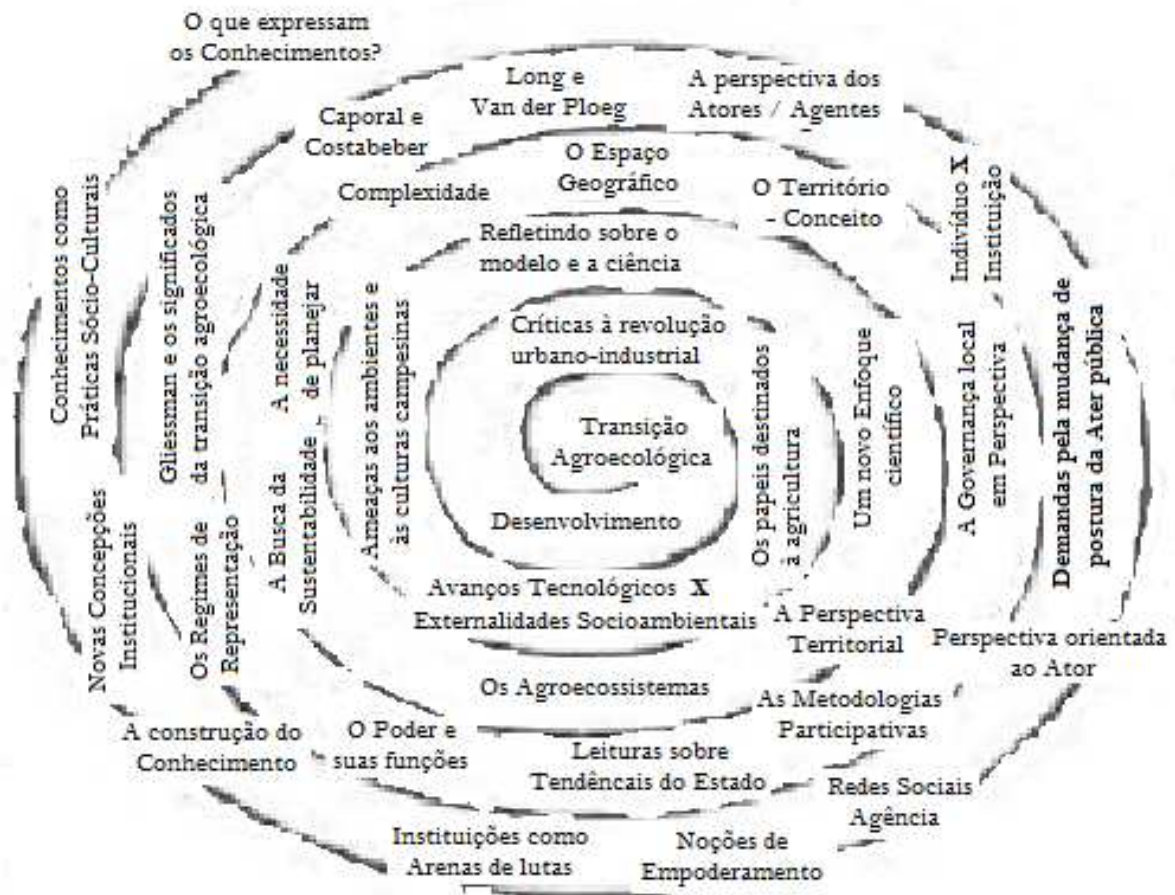 O que expressam
os Conhecimentos?
Long e
Van der Ploeg
A perspectiva dos
Atores / Agentes
Caporal e
Costabeber
O Espaço
Geográfico
Complexidade
O Território
- Conceito
Indivíduo X
Instituição
Conhecimentos como
Práticas Sócio-Culturais
Gliessman e os significados
da transição agroecológica
A necessidade
de planejar
Refletindo sobre o
modelo e a ciência
Ameaças aos ambientes e
às culturas campesinas
Críticas à revolução
urbano-industrial
Transição
Agroecológica
Desenvolvimento
Os papeis destinados
à agricultura
Um novo Enfoque
científico
A Governança local
em Perspectiva
Demandas pela mudança de
postura da Ater pública
Novas Concepções
Institucionais
Os Regimes de
Representação
A Busca da
Sustentabilidade
Avanços Tecnológicos X
Externalidades Socioambientais
A Perspectiva
Territorial
Perspectiva orientada
ao Ator
Os Agroecossistemas
As Metodologias
Participativas
A construção do
Conhecimento
O Poder e
suas funções
Leituras sobre
Tendêncais do Estado
Redes Sociais
Agência
Instituições como
Arenas de lutas
Noções de
Empoderamento